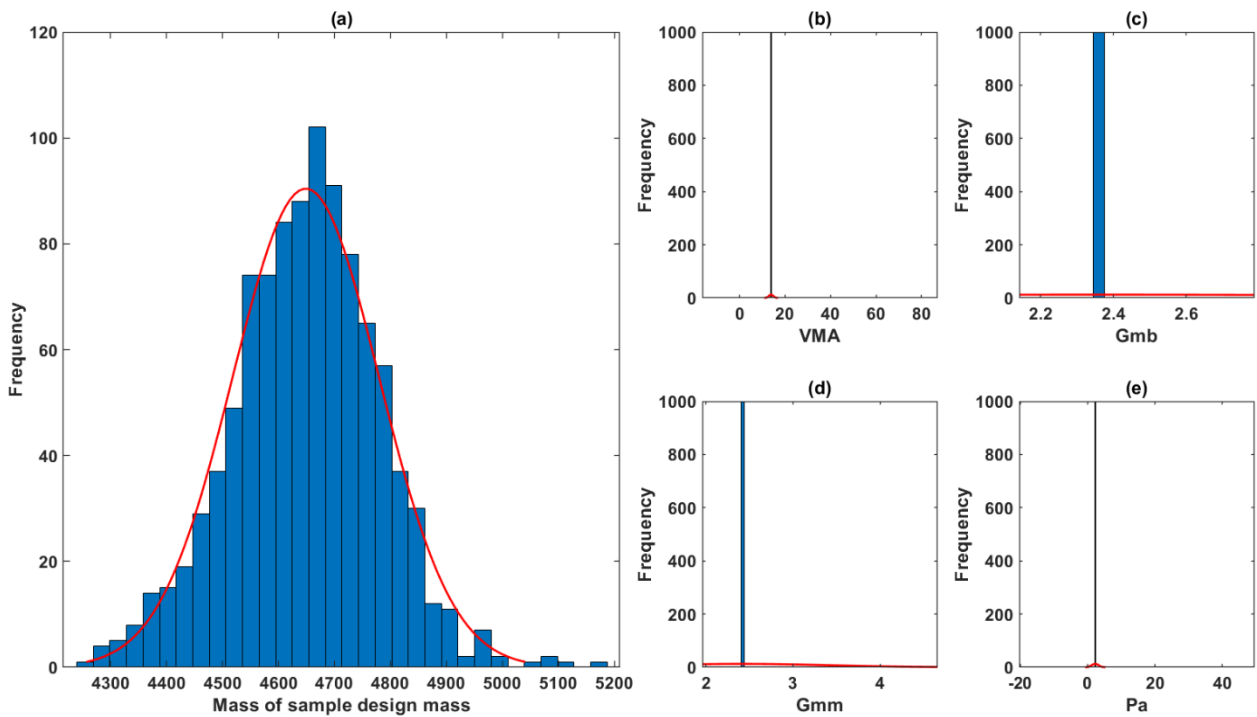 (a)
120
100
80
60
40
20
0
Frequency
4300 4400 4500 4600 4700 4800 4900 5000 5100 5200
Mass of sample design mass
(b)
1000
800
600
400
200
0
Frequency
0 20 40 60 80
VMA
(c)
1000
800
600
400
200
0
Frequency
2.2 2.4 2.6
Gmb
(d)
1000
800
600
400
200
0
Frequency
2 3 4
Gmm
(e)
1000
800
600
400
200
0
Frequency
-20 0 20 40
Pa